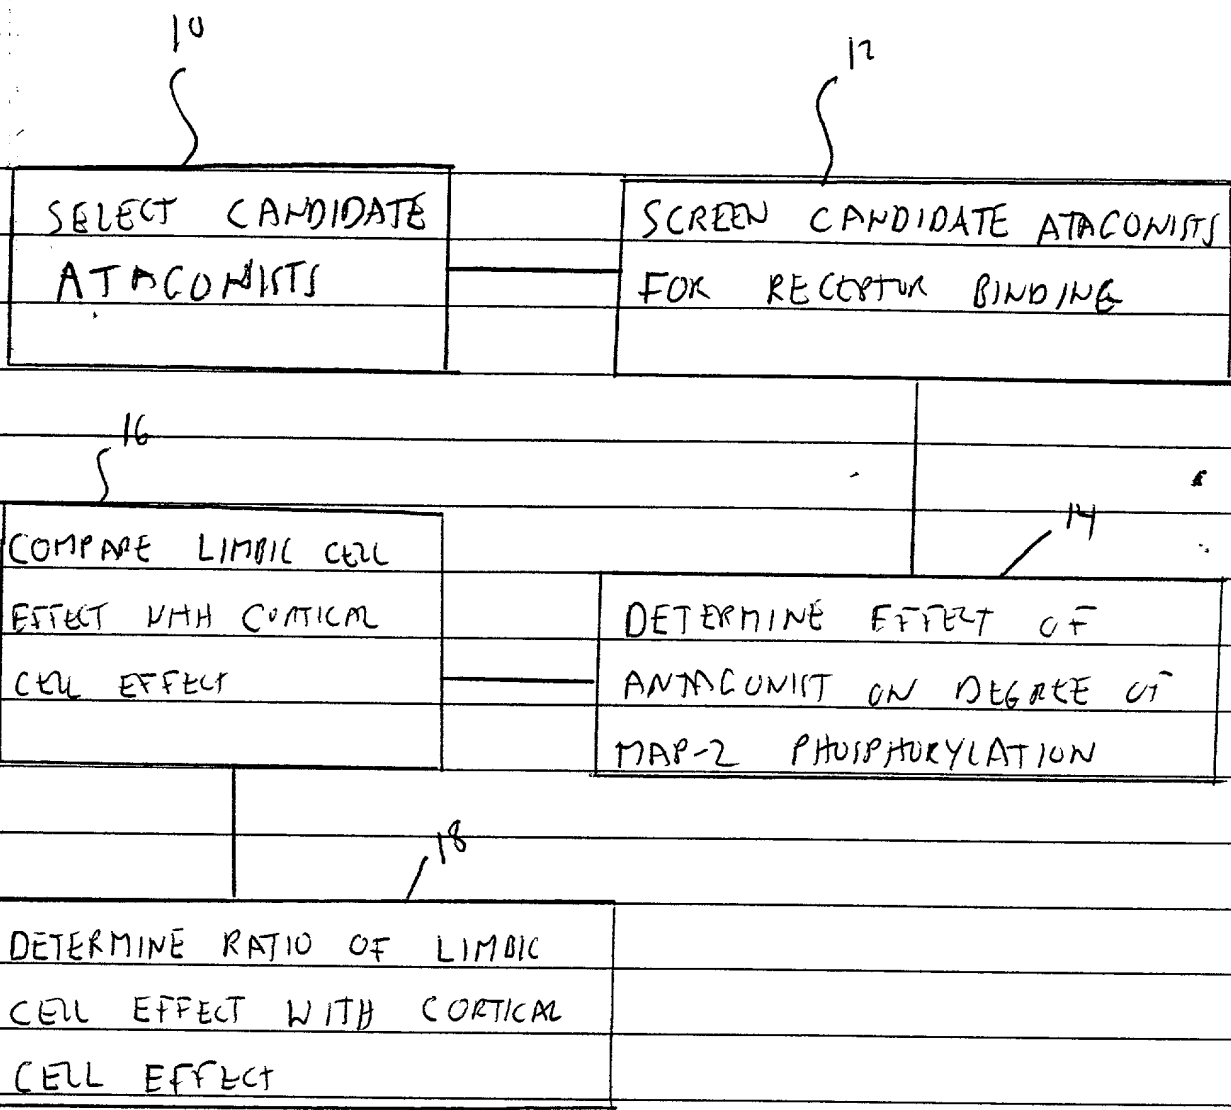 10
12
SELECT CANDIDATE
ATAGONISTS
SCREEN CANDIDATE ATAGONISTS
FOR RECEPTOR BINDING
16
COMPARE LIMBIC CELL
EFFECT WITH CORTICAL
CELL EFFECT
14
DETERMINE EFFECT OF
ANTAGONIST ON DEGREE OF
MAP-2 PHOSPHORYLATION
18
DETERMINE RATIO OF LIMBIC
CELL EFFECT WITH CORTICAL
CELL EFFECT